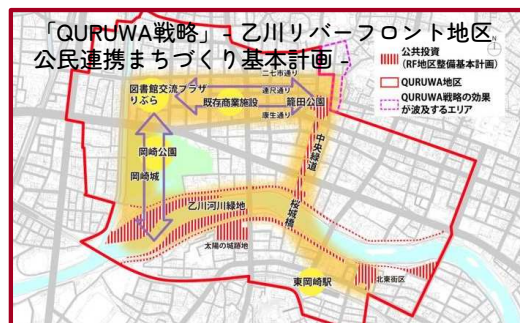 「QURUWA戦略」- 乙川リバーフロント地区
公民連携まちづくり基本計画 -
N
公共投資
(RF地区整備基本計画)
QURUWA地区
QURUWA戦略の効果
が波及するエリア
二七市通り
図書館交流プラザ
りぶら
連尺通り
既存商業施設
籠田公園
康生通り
中央緑道
岡崎公園
岡崎城
乙川河川緑地
桜城橋
太陽の城跡地
東岡崎駅
北東街区